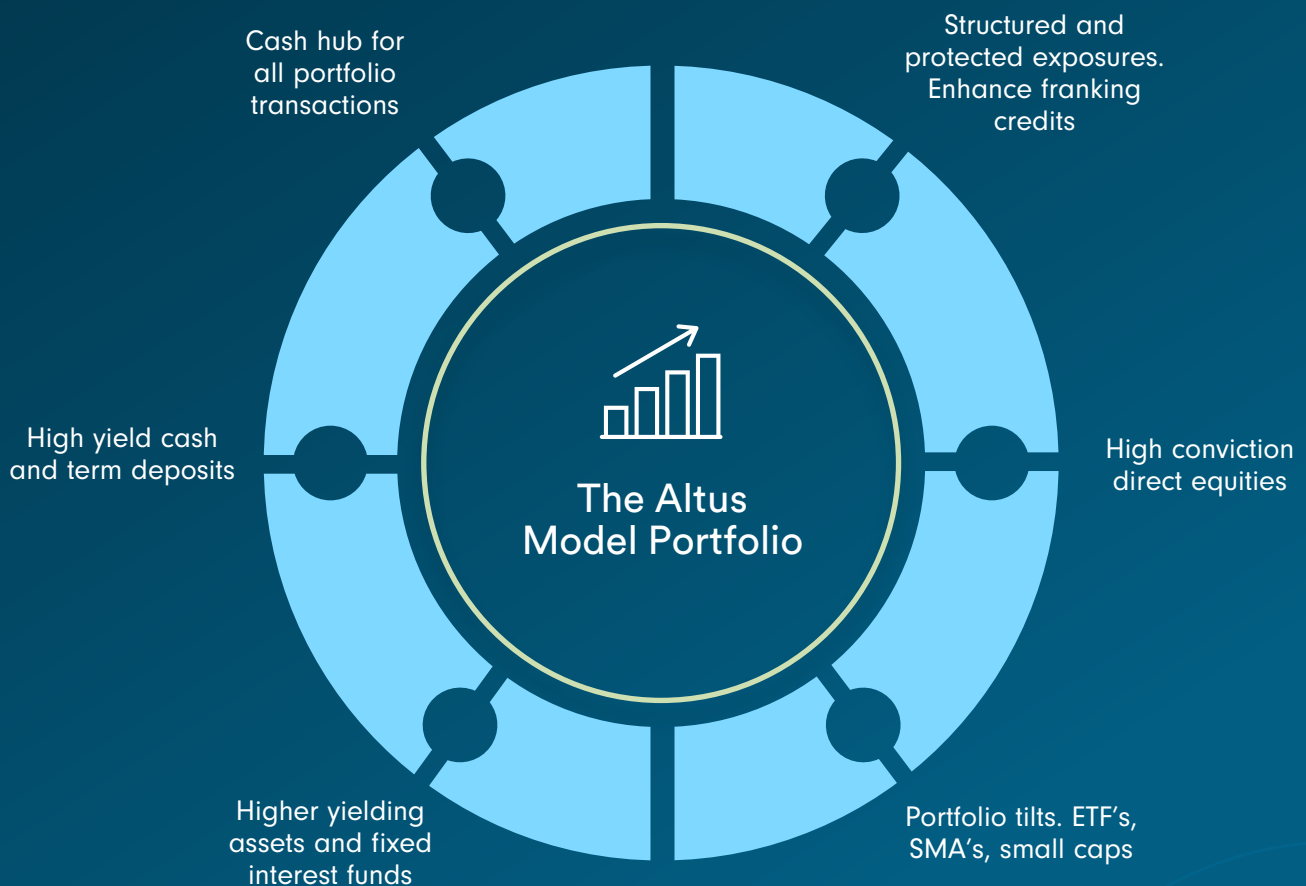 Cash hub for
all portfolio
transactions
Structured and
protected exposures.
Enhance franking
credits
High yield cash
and term deposits
The Altus
Model Portfolio
High conviction
direct equities
Higher yielding
assets and fixed
interest funds
Portfolio tilts. ETF’s,
SMA’s, small caps